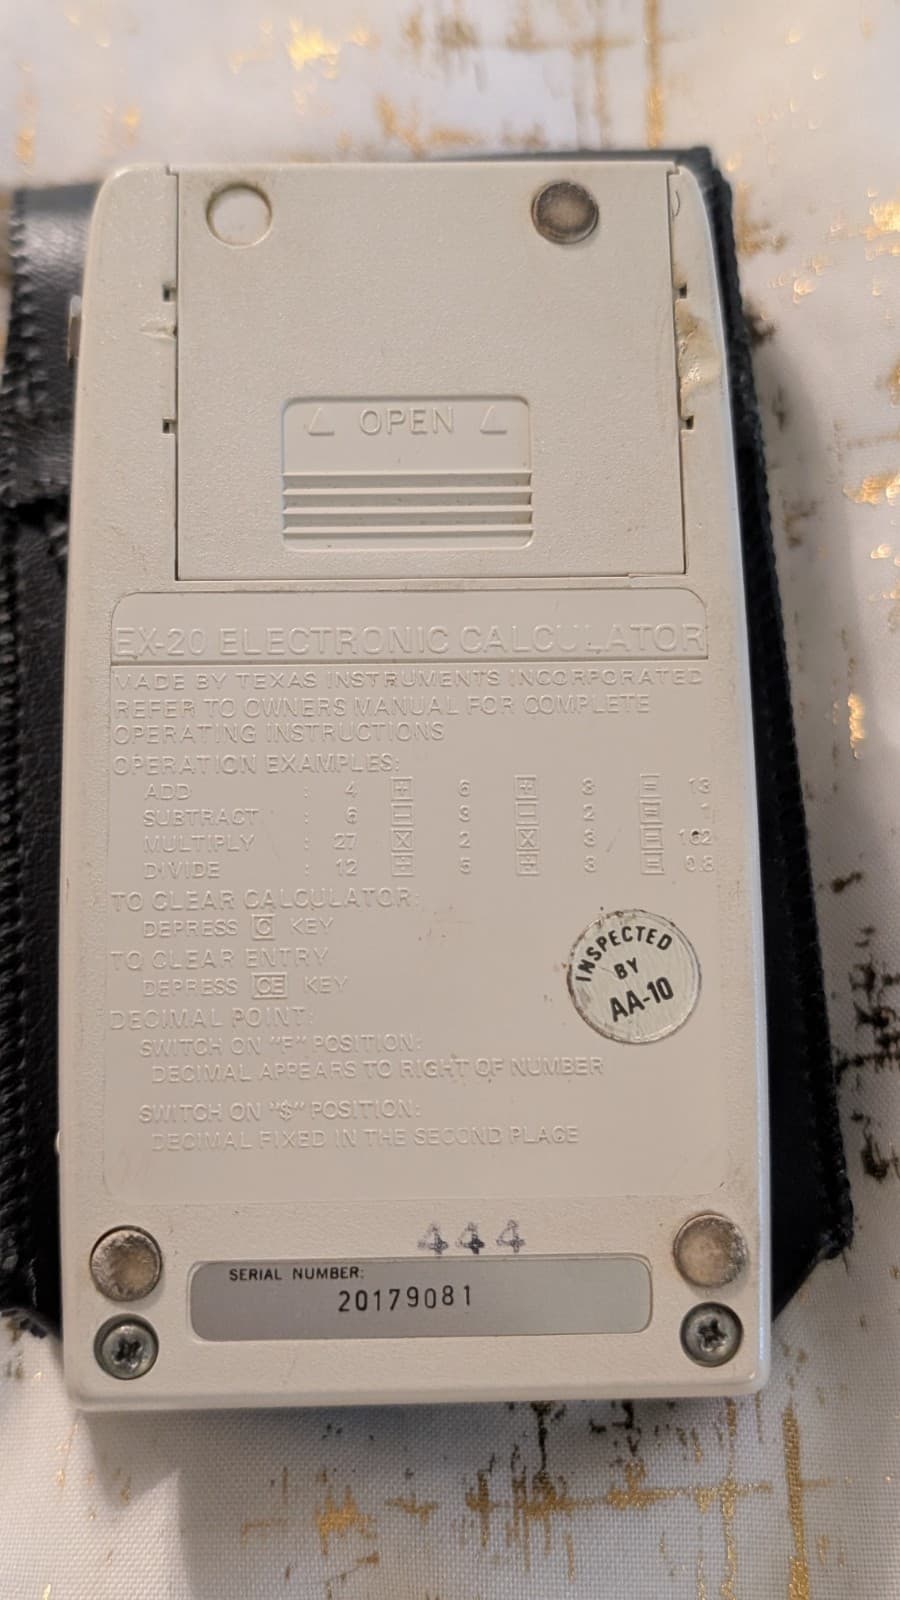 OPEN
EX-20 ELECTRONIC CALCULATOR
MADE BY TEXAS INSTRUMENTS INCORPORATED
REFER TO OWNERS MANUAL FOR COMPLETE
OPERATING INSTRUCTIONS
OPERATION EXAMPLES:
ADD : 4 + 6 + 3 = 13
SUBTRACT : 6 - 3 - 2 = 1
MULTIPLY : 27 X 2 X 3 = 162
DIVIDE : 12 ÷ 5 ÷ 3 = 0.8
TO CLEAR CALCULATOR:
DEPRESS C KEY
TO CLEAR ENTRY
DEPRESS CE KEY
DECIMAL POINT:
SWITCH ON "F" POSITION:
DECIMAL APPEARS TO RIGHT OF NUMBER
SWITCH ON "$" POSITION:
DECIMAL FIXED IN THE SECOND PLACE
INSPECTED
BY
AA-10
444
SERIAL NUMBER:
20179081